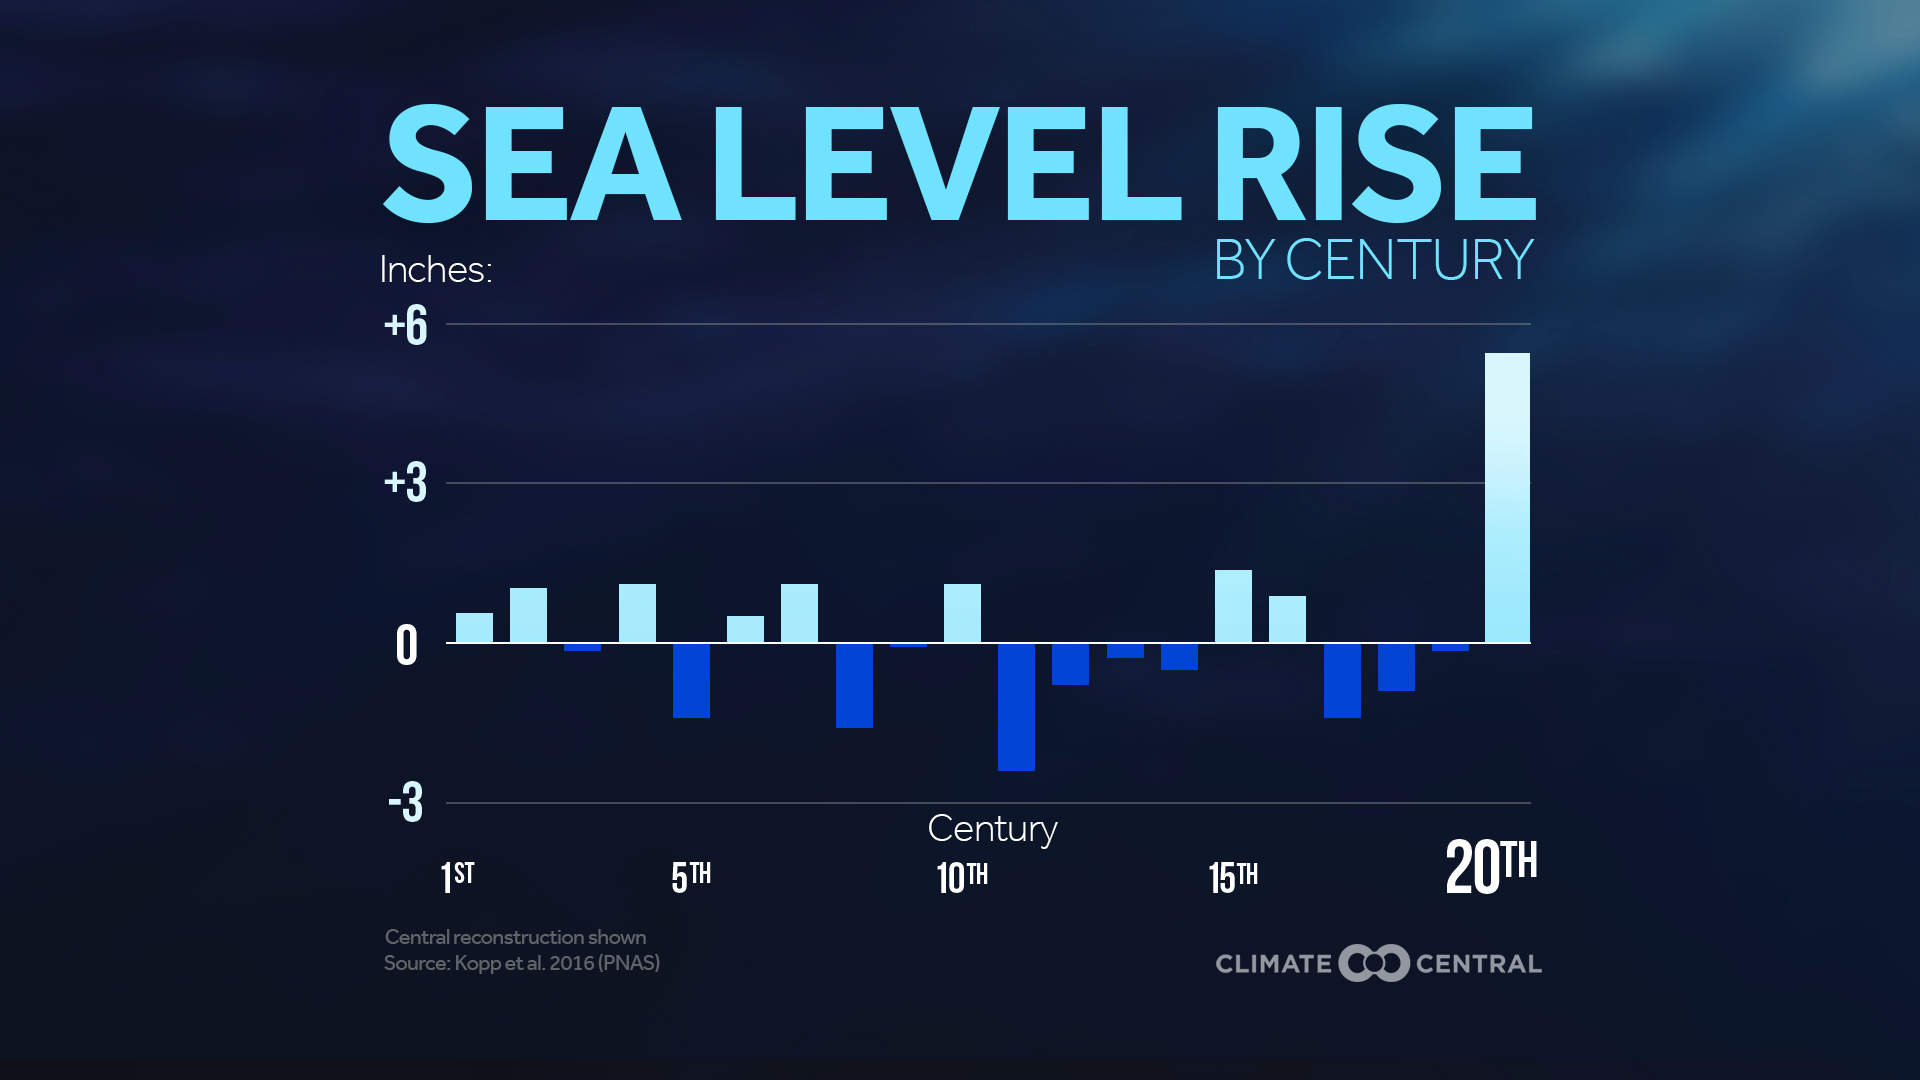 SEA LEVEL RISE
BY CENTURY
Inches:
+6
+3
0
-3
Century
1ST
5TH
10TH
15TH
20TH
Central reconstruction shown
Source: Kopp et al. 2016 (PNAS)
CLIMATE CENTRAL